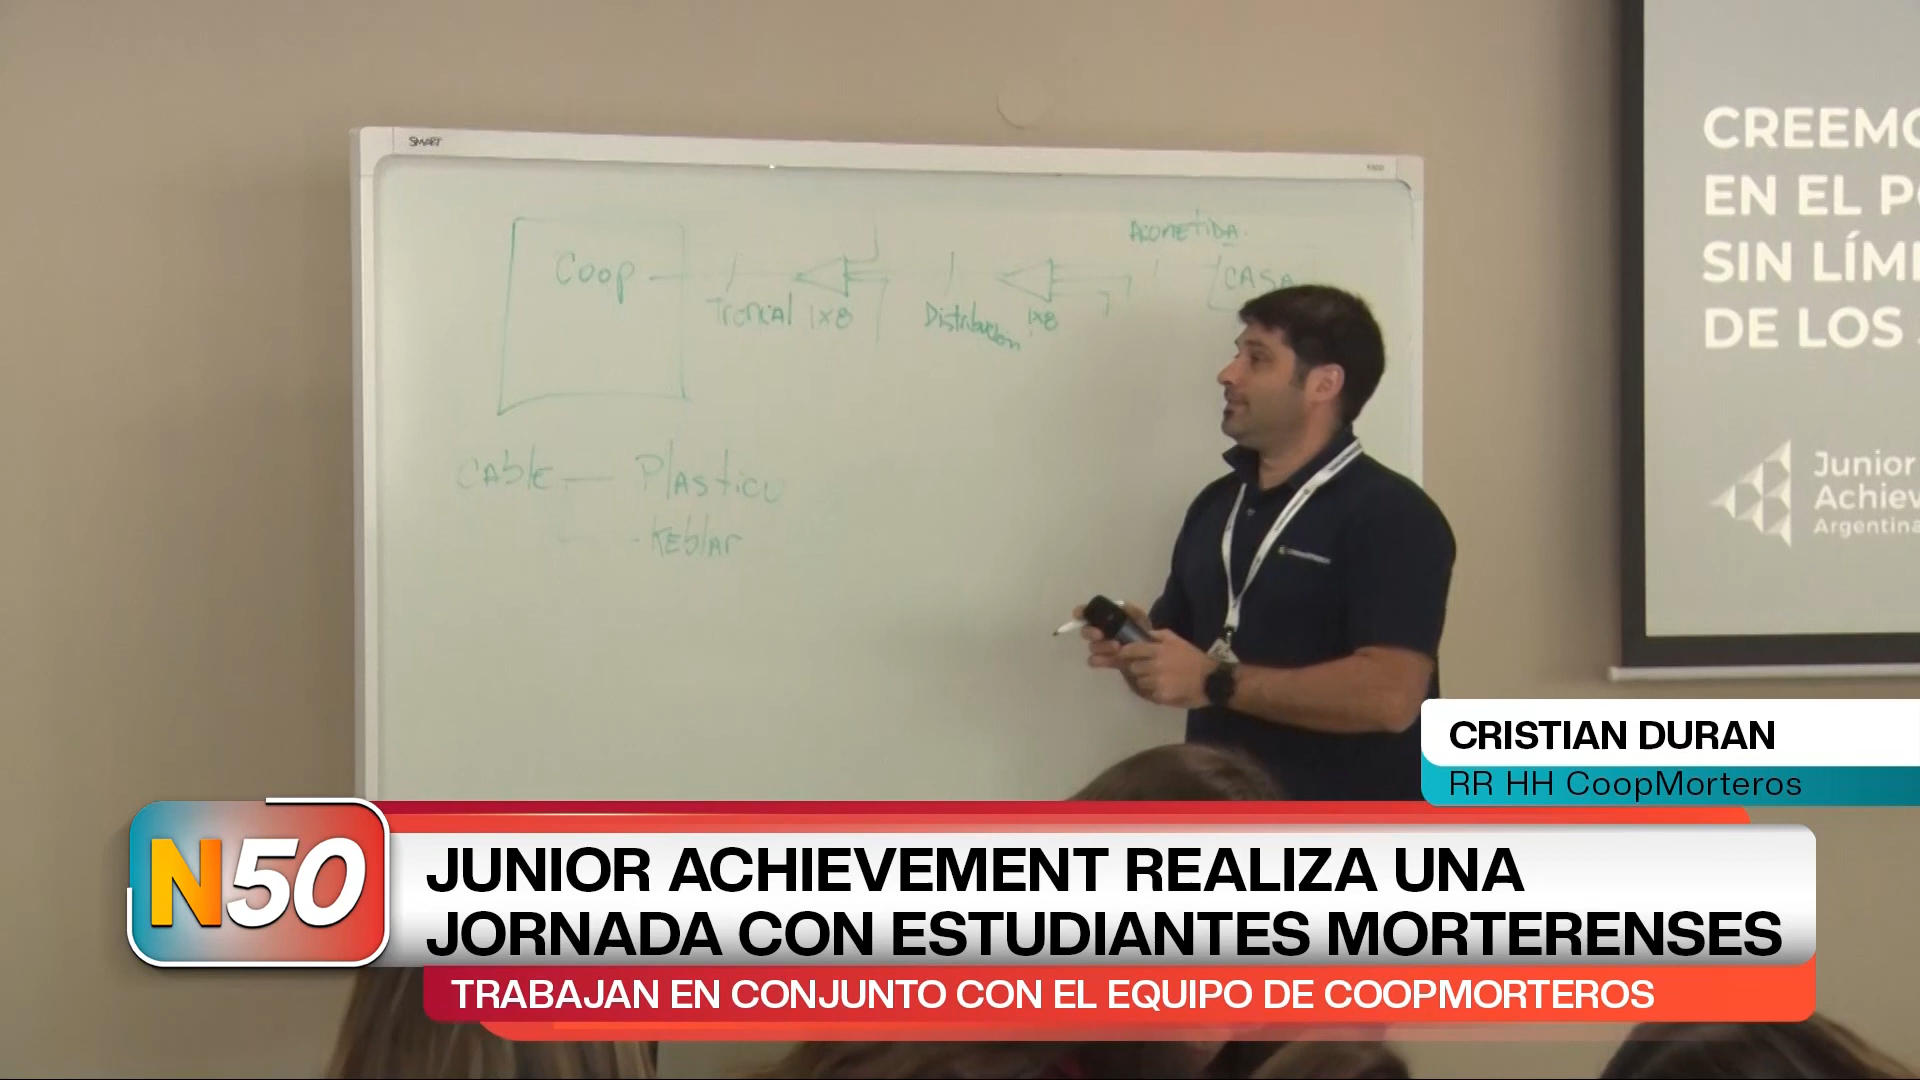 SMART
CREEMO
EN EL P
SIN LÍM
DE LOS
Junior
Achiev
Argentina
Acometida.
Coop
CASA
Troncal 1x8
Distribucion 1x8
CABLE — PLAStico
- KEblar
CRISTIAN DURAN
RR HH CoopMorteros
N50
JUNIOR ACHIEVEMENT REALIZA UNA
JORNADA CON ESTUDIANTES MORTERENSES
TRABAJAN EN CONJUNTO CON EL EQUIPO DE COOPMORTEROS